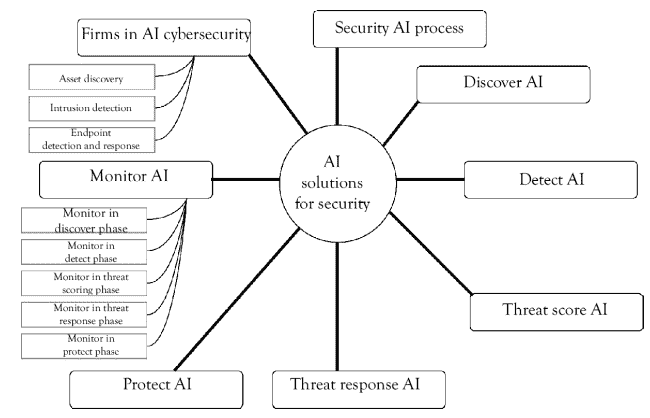 Firms in AI cybersecurity
Security AI process
Asset discovery
Intrusion detection
Endpoint
detection and response
Discover AI
AI
solutions
for security
Monitor AI
Detect AI
Monitor in
discover phase
Monitor in
detect phase
Monitor in threat
scoring phase
Monitor in threat
response phase
Monitor in
protect phase
Threat score AI
Protect AI
Threat response AI